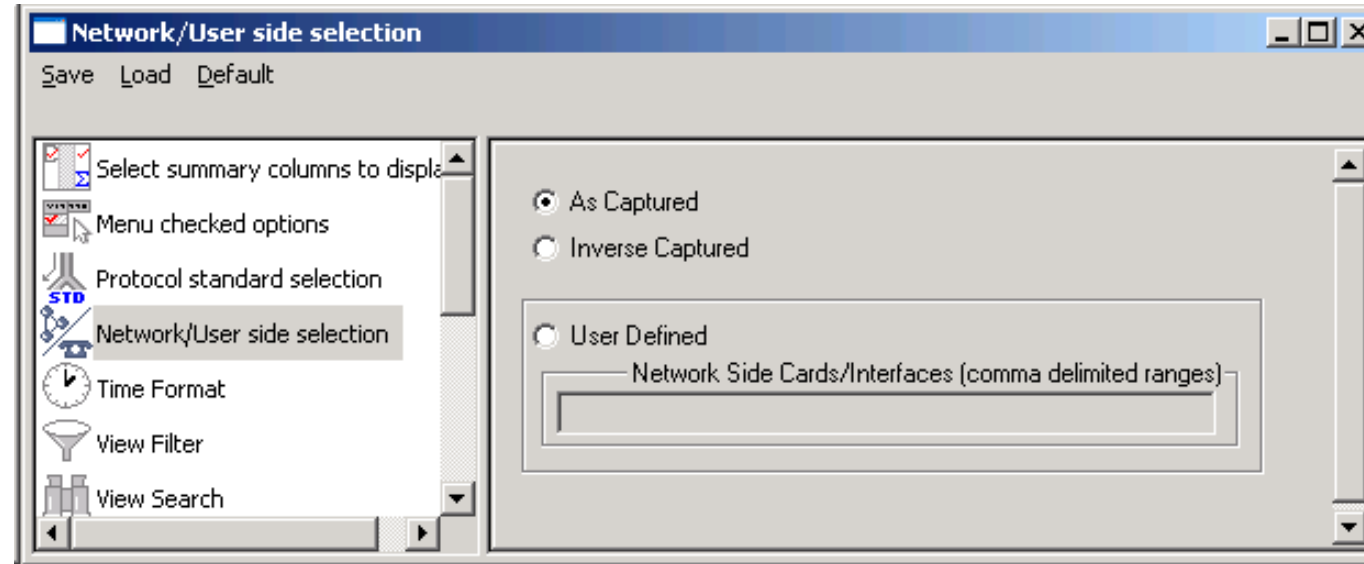 Network/User side selection
Save Load Default
Select summary columns to displa
Menu checked options
STD Protocol standard selection
Network/User side selection
Time Format
View Filter
View Search
As Captured
Inverse Captured
User Defined
Network Side Cards/Interfaces (comma delimited ranges)